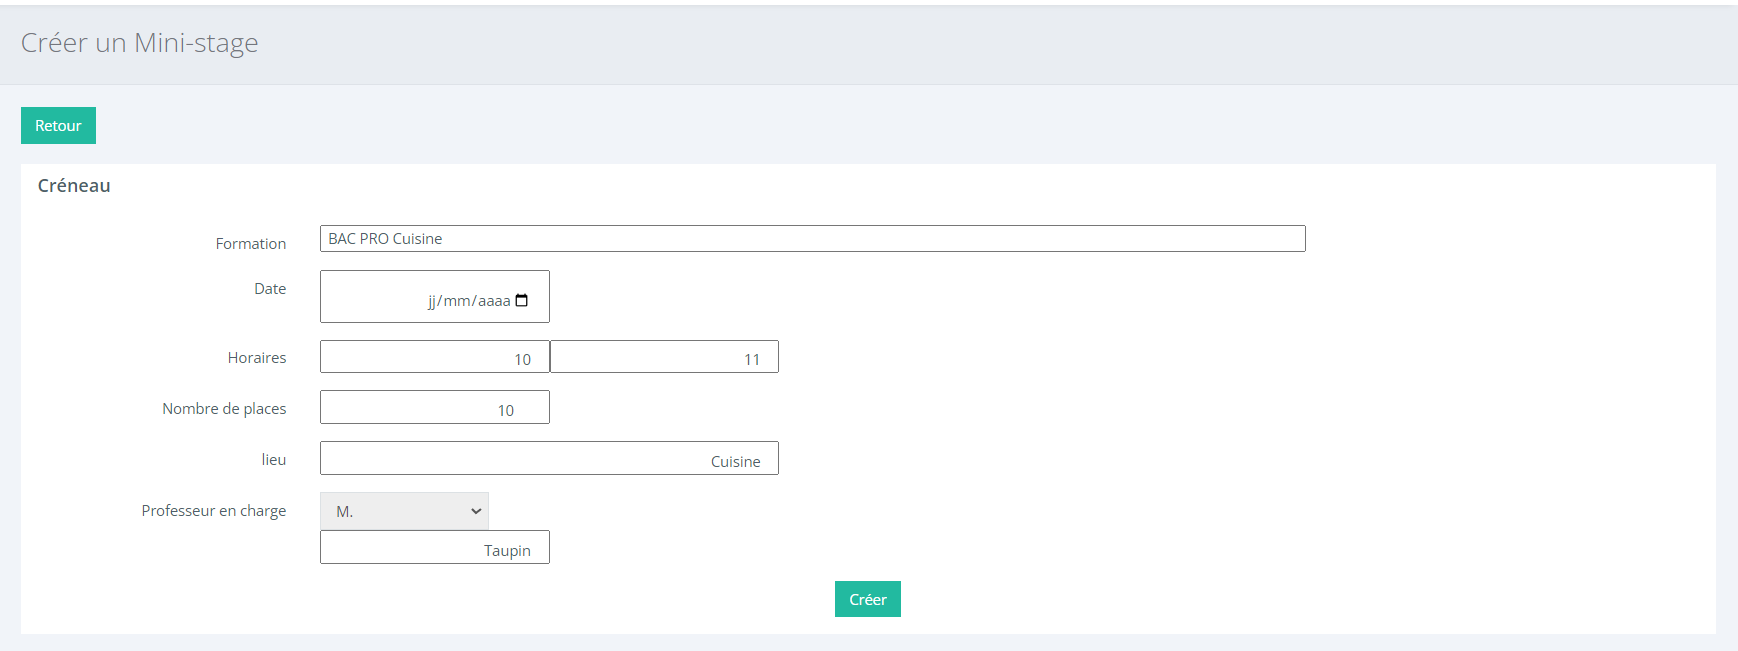 Créer un Mini-stage
Retour
Créneau
Formation BAC PRO Cuisine
Date jj/mm/aaaa
Horaires 10 11
Nombre de places 10
lieu Cuisine
Professeur en charge M.
Taupin
Créer